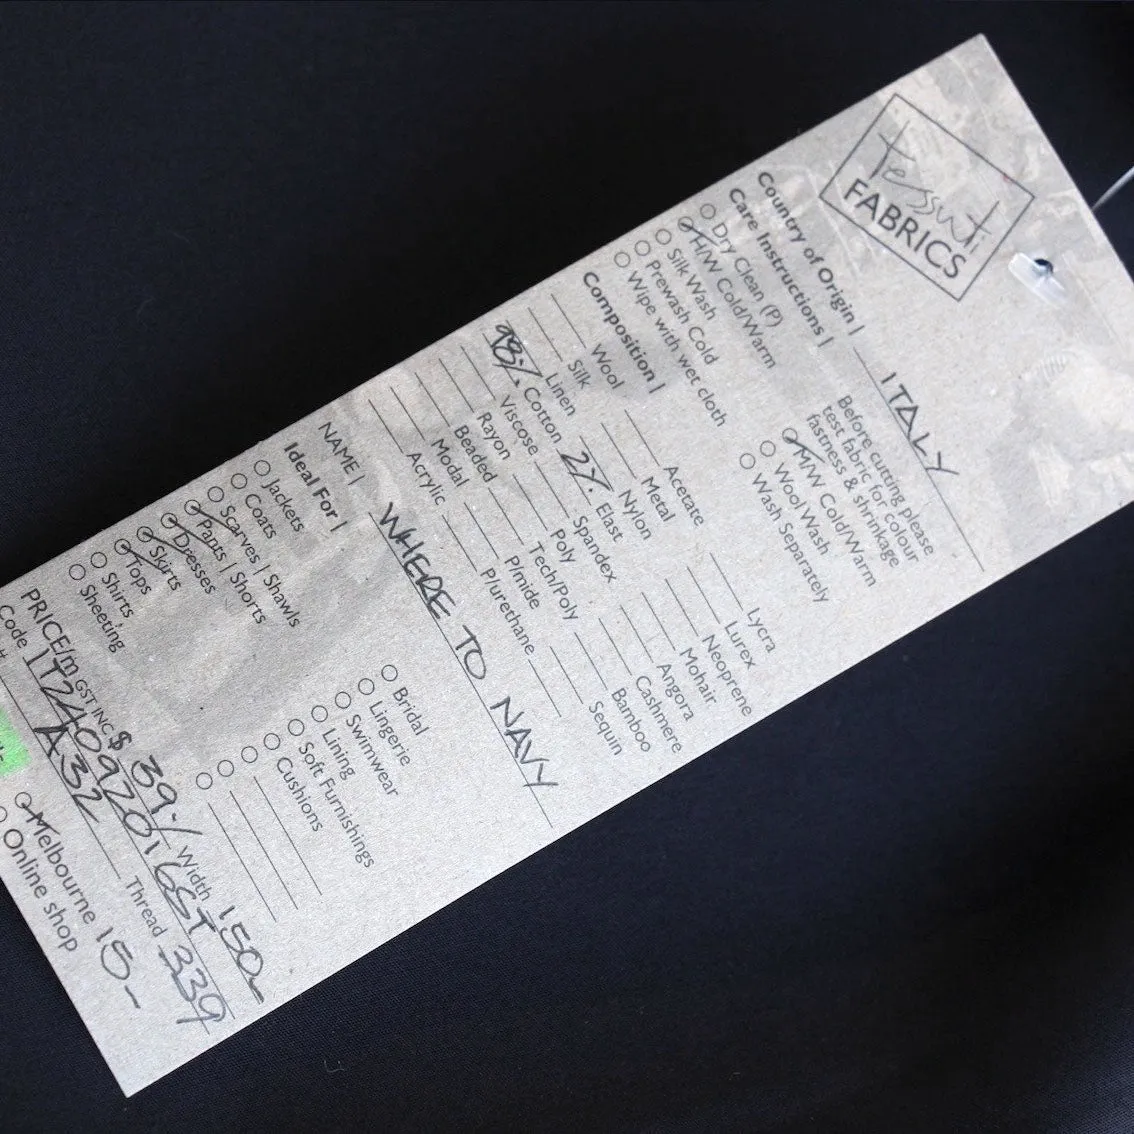 tessuti
FABRICS
Country of Origin | ITALY
Care Instructions |
Dry Clean (P)
H/W Cold/Warm
Silk Wash
Prewash Cold
Wipe with wet cloth
Before cutting please
test fabric for colour
fastness & shrinkage
M/W Cold/Warm
Wool Wash
Wash Separately
Composition |
Wool
Silk
Linen
98% Cotton
Viscose
Rayon
Beaded
Modal
Acrylic
Acetate
Metal
Nylon
2% Elast
Spandex
Poly
Tech/Poly
P/mide
P/urethane
Lycra
Lurex
Neoprene
Mohair
Angora
Cashmere
Bamboo
Sequin
NAME | WHERE TO NAVY
Ideal For |
Jackets
Coats
Scarves | Shawls
Pants | Shorts
Dresses
Skirts
Tops
Shirts
Sheeting
Bridal
Lingerie
Swimwear
Lining
Soft Furnishings
Cushions
PRICE/m GST INC $ 39./ Width 150
Code IT24092016ST
A32 Thread 339
Melbourne 15-
Online shop